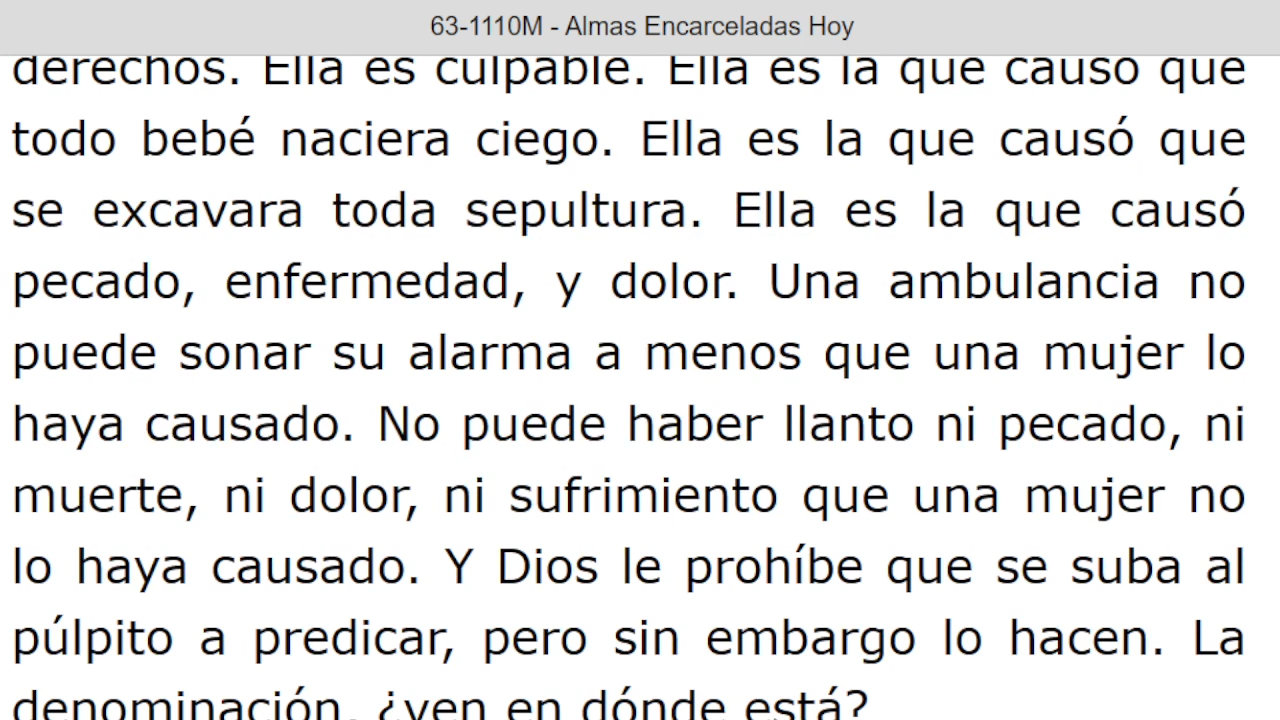 63-1110M - Almas Encarceladas Hoy
derechos. Ella es culpable. Ella es la que causó que
todo bebé naciera ciego. Ella es la que causó que
se excavara toda sepultura. Ella es la que causó
pecado, enfermedad, y dolor. Una ambulancia no
puede sonar su alarma a menos que una mujer lo
haya causado. No puede haber llanto ni pecado, ni
muerte, ni dolor, ni sufrimiento que una mujer no
lo haya causado. Y Dios le prohíbe que se suba al
púlpito a predicar, pero sin embargo lo hacen. La
denominación, ¿ven en dónde está?